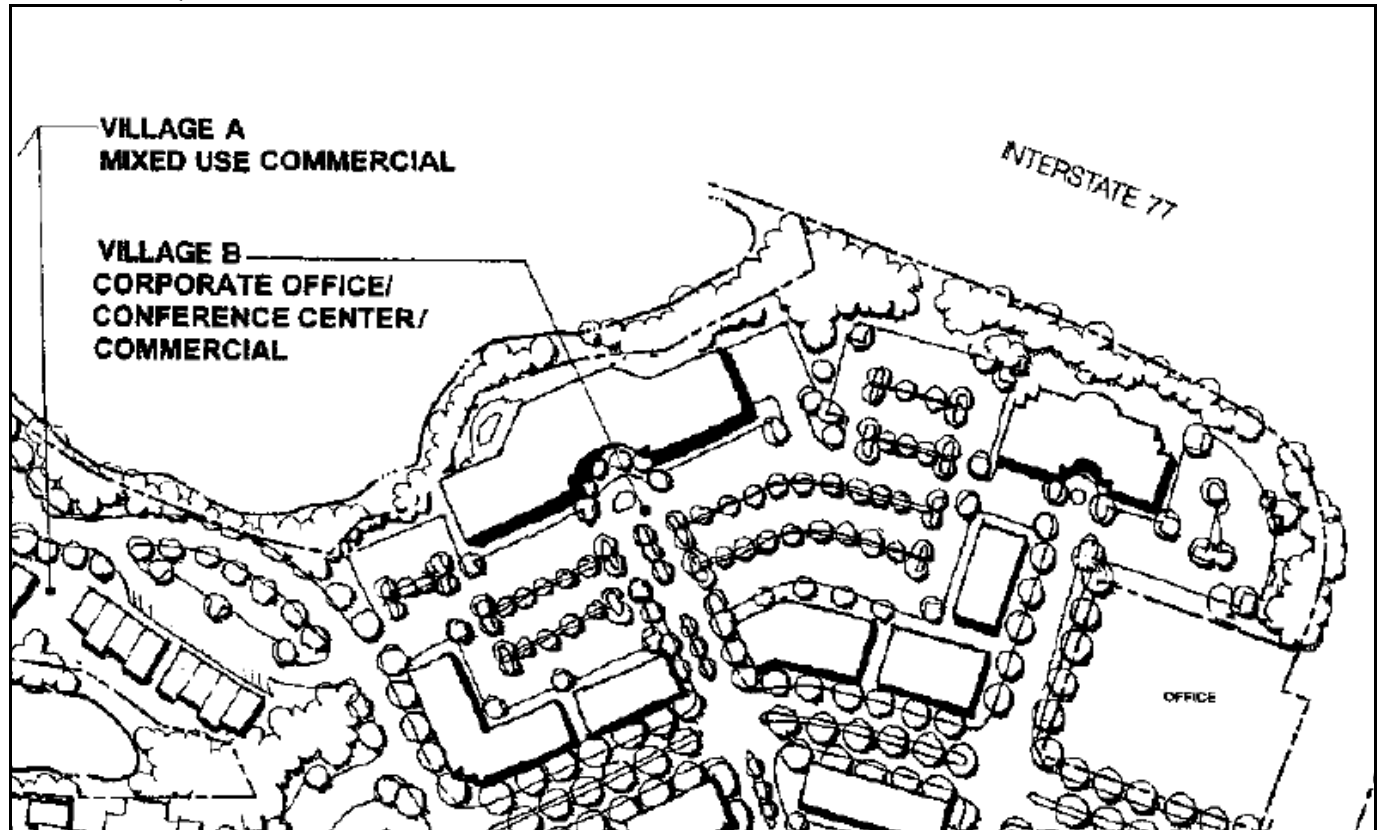 VILLAGE A
MIXED USE COMMERCIAL
INTERSTATE 77
VILLAGE B
CORPORATE OFFICE/
CONFERENCE CENTER/
COMMERCIAL
OFFICE